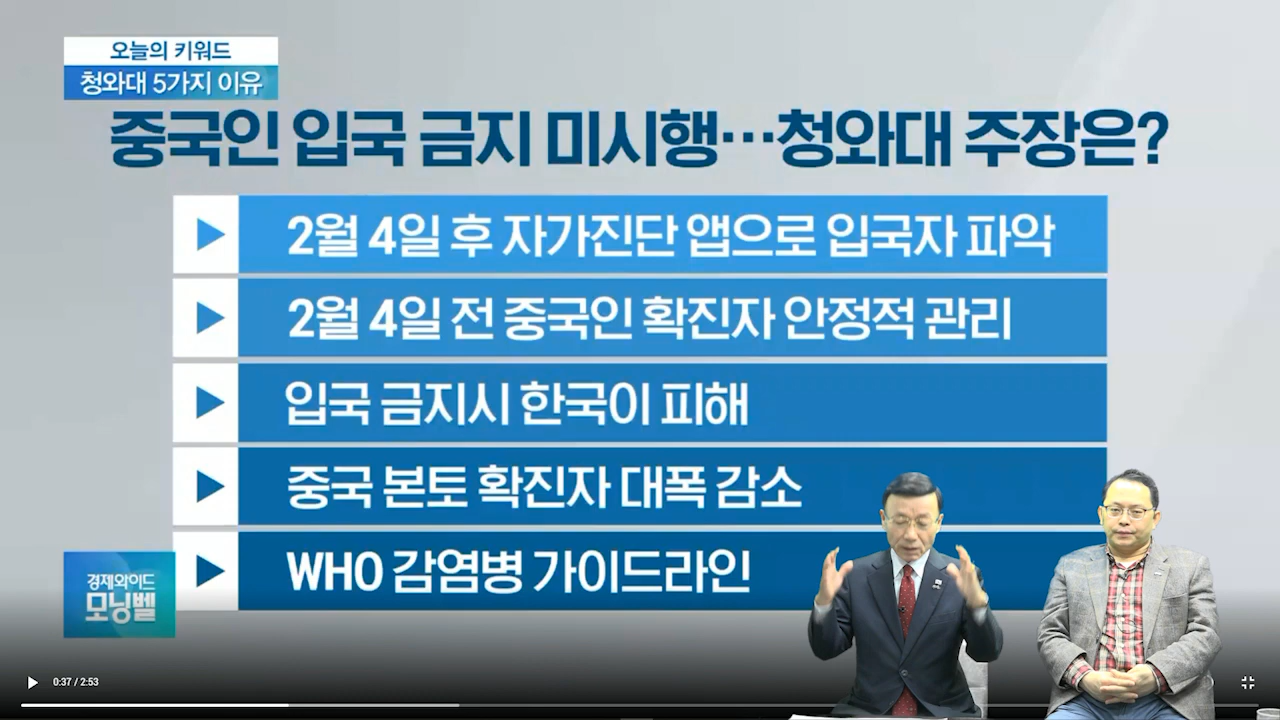 오늘의 키워드
청와대 5가지 이유
중국인 입국 금지 미시행…청와대 주장은?
2월 4일 후 자가진단 앱으로 입국자 파악
2월 4일 전 중국인 확진자 안정적 관리
입국 금지시 한국이 피해
중국 본토 확진자 대폭 감소
WHO 감염병 가이드라인
경제와이드
모닝벨
0:37 / 2:53